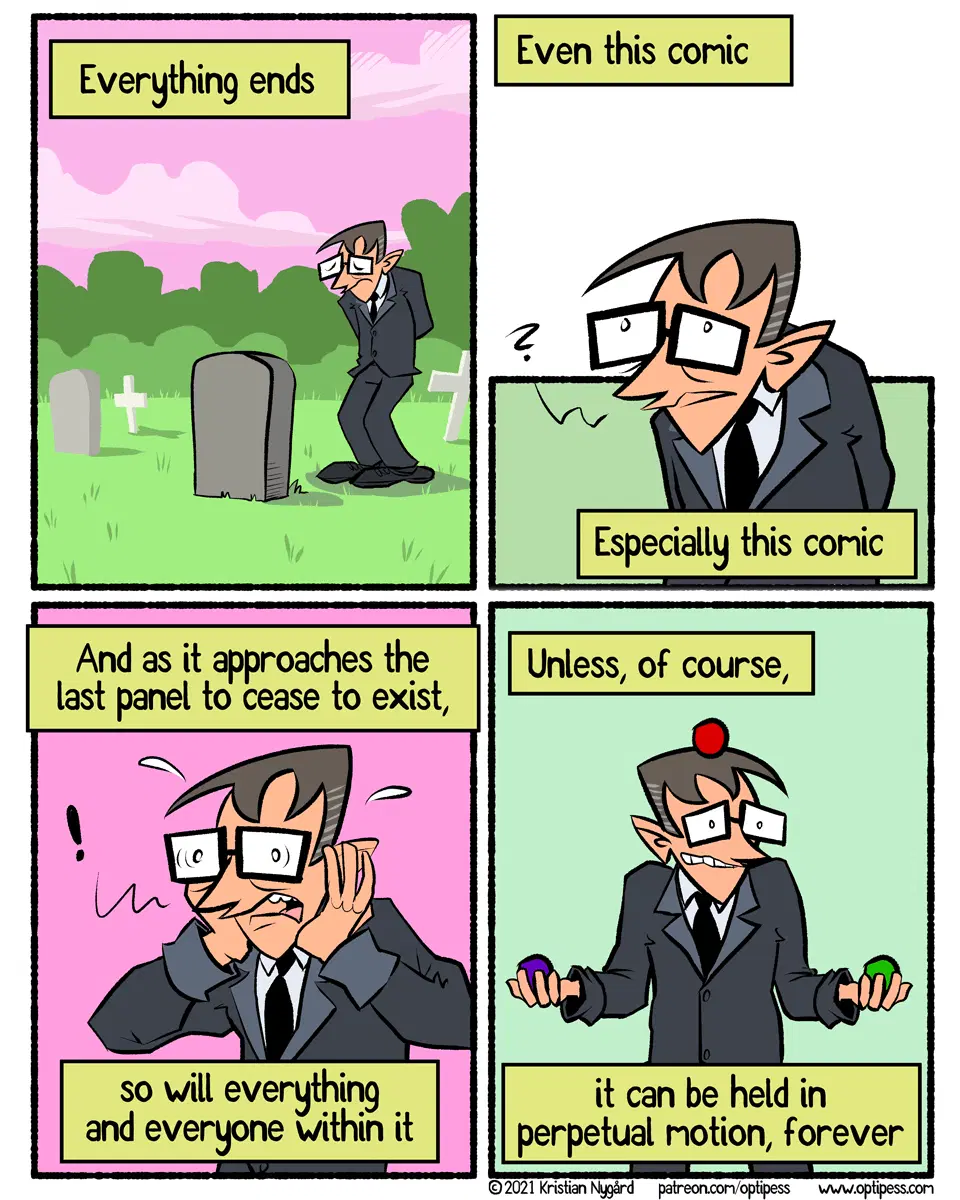 Everything ends
Even this comic
?
Especially this comic
And as it approaches the
last panel to cease to exist,
!
so will everything
and everyone within it
Unless, of course,
it can be held in
perpetual motion, forever
© 2021 Kristian Nygård patreon.com/optipess www.optipess.com